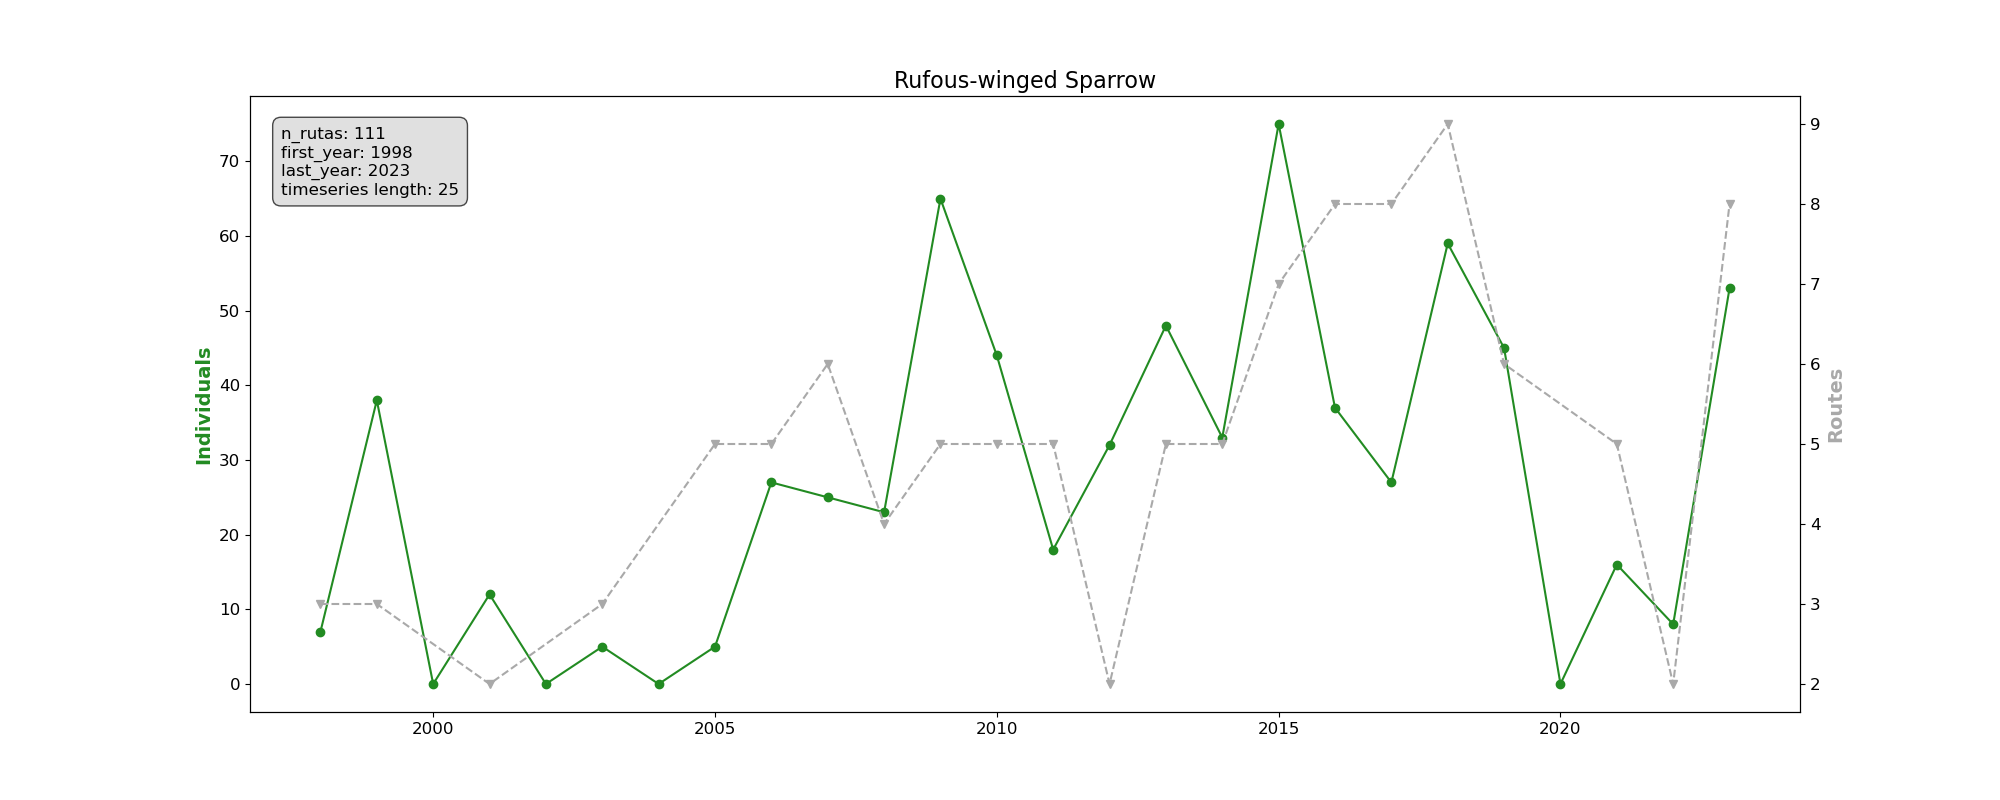 Rufous-winged Sparrow
n_rutas: 111
first_year: 1998
last_year: 2023
timeseries length: 25
Individuals
70
60
50
40
30
20
10
0
9
8
7
6
5
4
3
2
Routes
2000 2005 2010 2015 2020